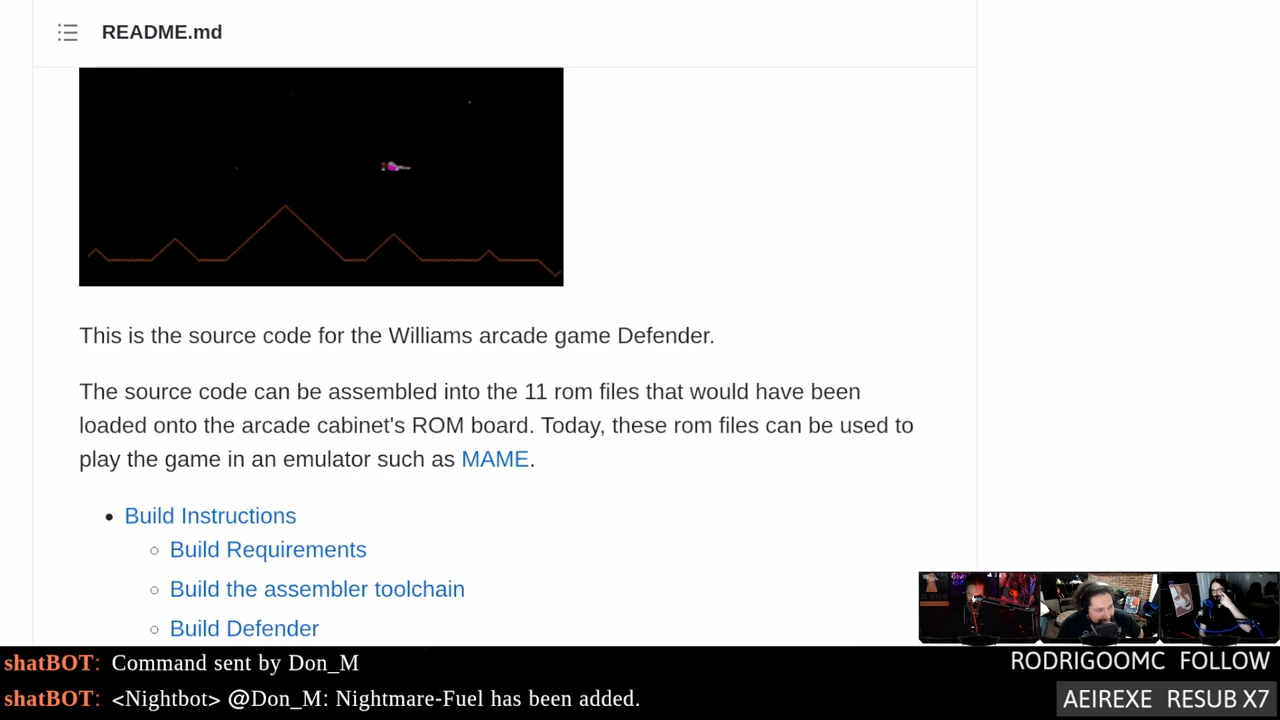 README.md
This is the source code for the Williams arcade game Defender.
The source code can be assembled into the 11 rom files that would have been
loaded onto the arcade cabinet's ROM board. Today, these rom files can be used to
play the game in an emulator such as MAME.
Build Instructions
Build Requirements
Build the assembler toolchain
Build Defender
shatBOT: Command sent by Don_M
shatBOT: <Nightbot> @Don_M: Nightmare-Fuel has been added.
RODRIGOOMC FOLLOW
AEIREXE RESUB X7